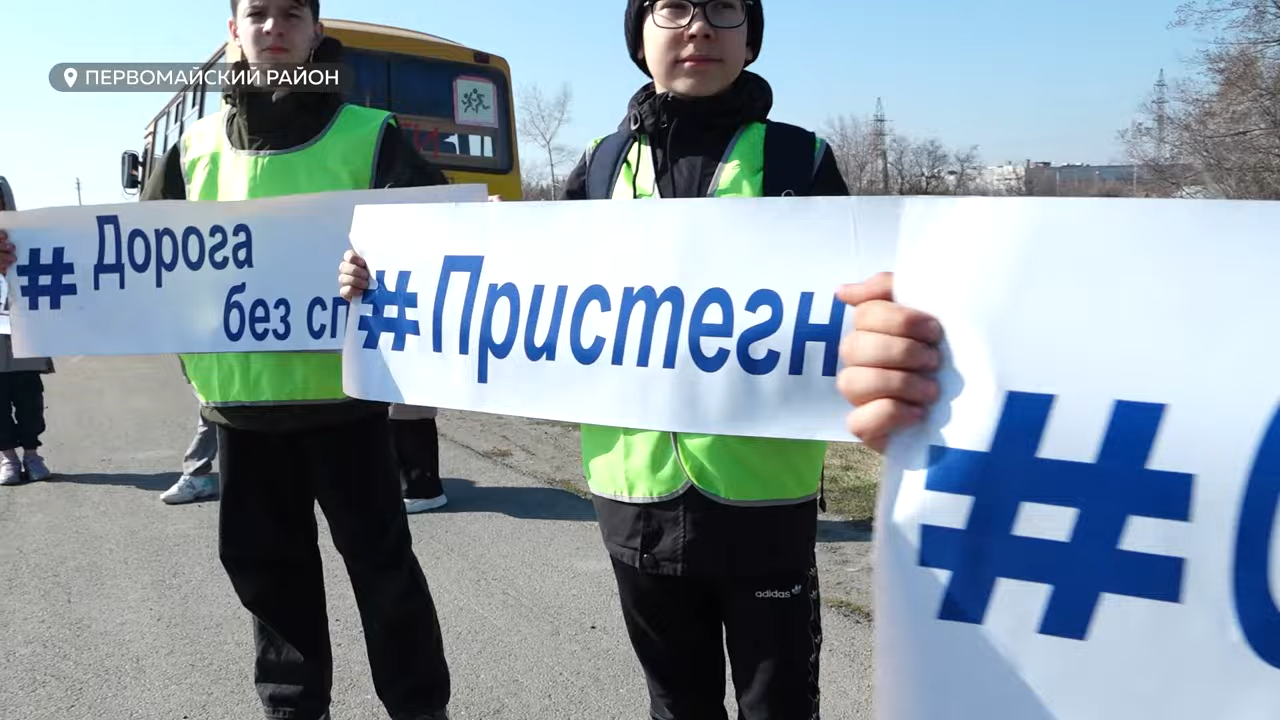 ПЕРВОМАЙСКИЙ РАЙОН
# Дорога
без сп
#Пристегн
#
adidas